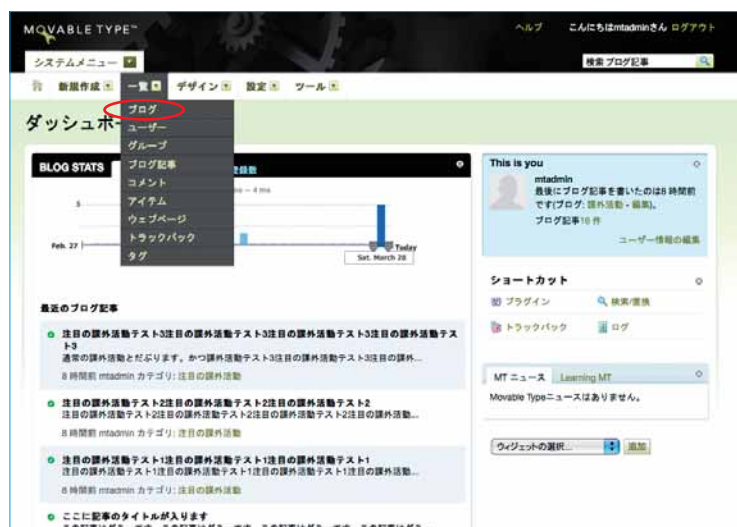 MOVABLE TYPE™
ヘルプ こんにちはmtadminさん ログアウト
システムメニュー
検索 ブログ記事
新規作成 一覧 デザイン 設定 ツール
ダッシュボー
ブログ
ユーザー
グループ
ブログ記事
コメント
アイテム
ウェブページ
トラックバック
タグ
BLOG STATS
登録数
5
Feb. 27
Today
Sat. March 28
最近のブログ記事
注目の課外活動テスト3注目の課外活動テスト3注目の課外活動テスト3注目の課外活動テス
ト3
通常の課外活動とだぶります。かつ課外活動テスト3注目の課外活動テスト3注目の課外...
8 時間前 mtadmin カテゴリ: 注目の課外活動
注目の課外活動テスト2注目の課外活動テスト2注目の課外活動テスト2
注目の課外活動テスト2注目の課外活動テスト2注目の課外活動テスト2注目の課外活動...
8 時間前 mtadmin カテゴリ: 注目の課外活動
注目の課外活動テスト1注目の課外活動テスト1注目の課外活動テスト1
注目の課外活動テスト1注目の課外活動テスト1注目の課外活動テスト1注目の課外活動...
8 時間前 mtadmin カテゴリ: 注目の課外活動
ここに記事のタイトルが入ります
This is you
mtadmin
最後にブログ記事を書いたのは8 時間前
です(ブログ: 課外活動 - 編集)。
ブログ記事16 件
ユーザー情報の編集
ショートカット
プラグイン 検索/置換
トラックバック ログ
MT ニュース Learning MT
Movable Typeニュースはありません。
ウィジェットの選択... 追加